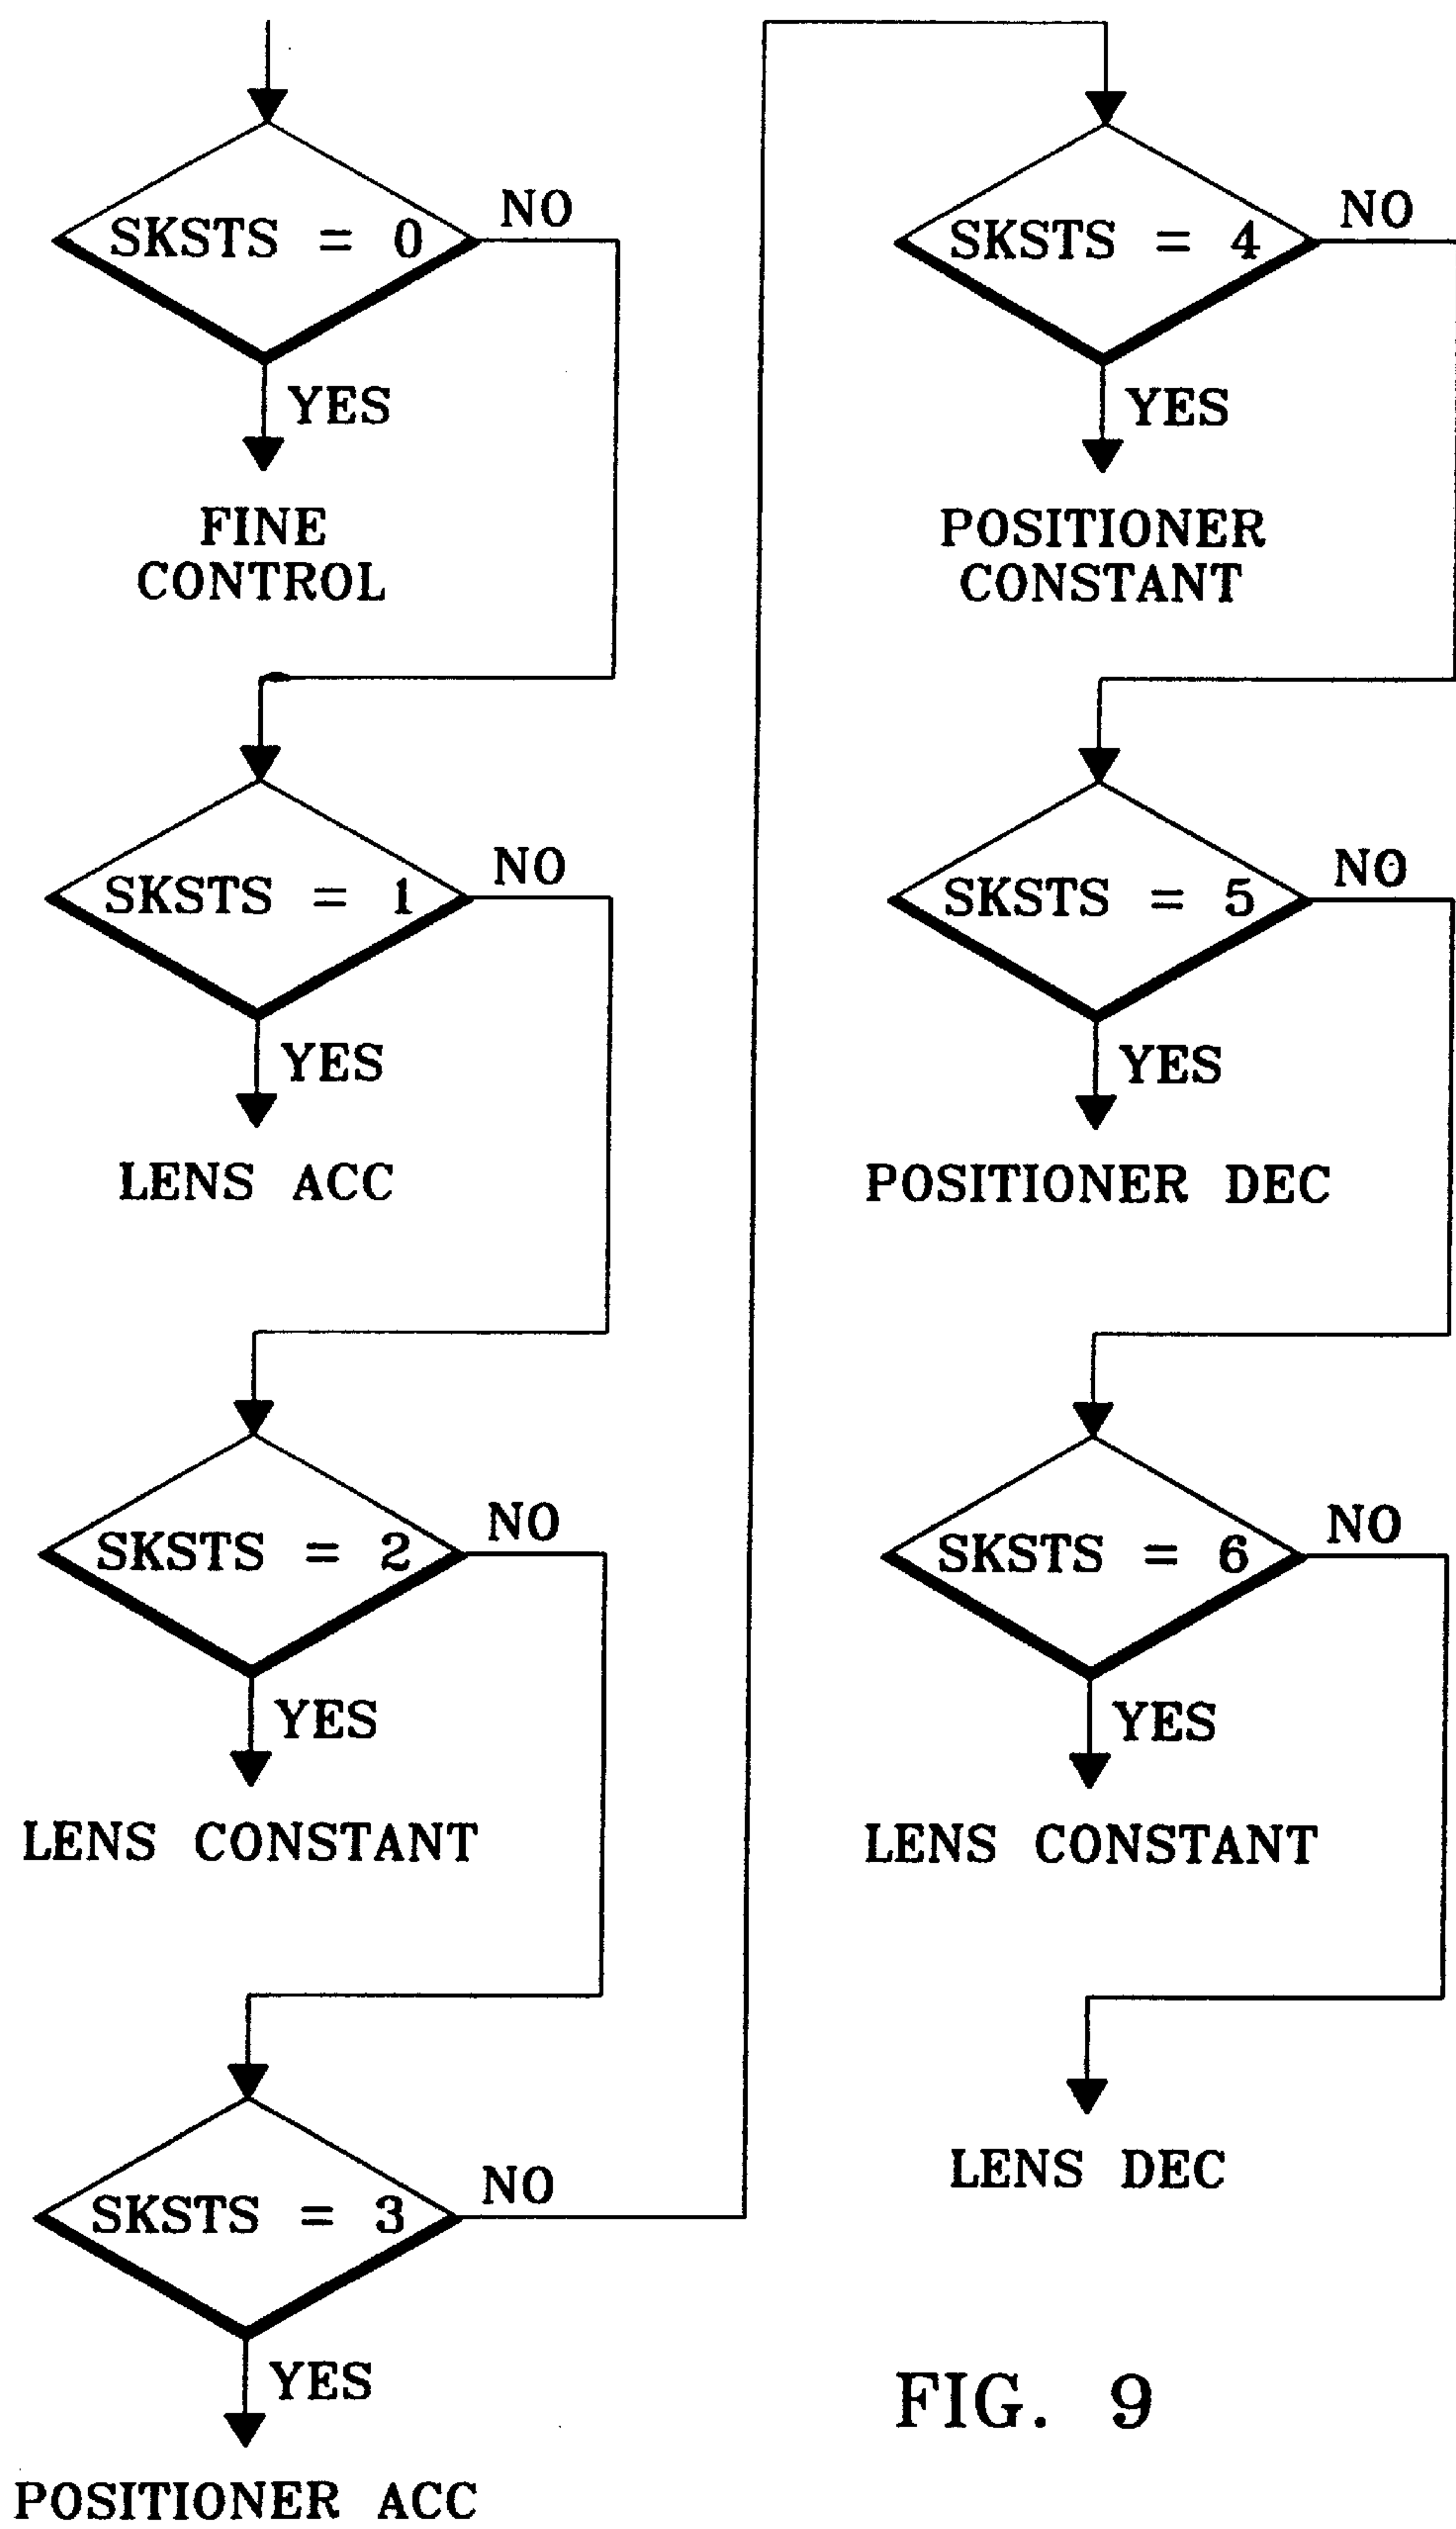 SKSTS = 0
NO
YES
FINE
CONTROL
SKSTS = 1
NO
YES
LENS ACC
SKSTS = 2
NO
YES
LENS CONSTANT
SKSTS = 3
NO
YES
POSITIONER ACC
SKSTS = 4
NO
YES
POSITIONER
CONSTANT
SKSTS = 5
NO
YES
POSITIONER DEC
SKSTS = 6
NO
YES
LENS CONSTANT
LENS DEC
FIG. 9